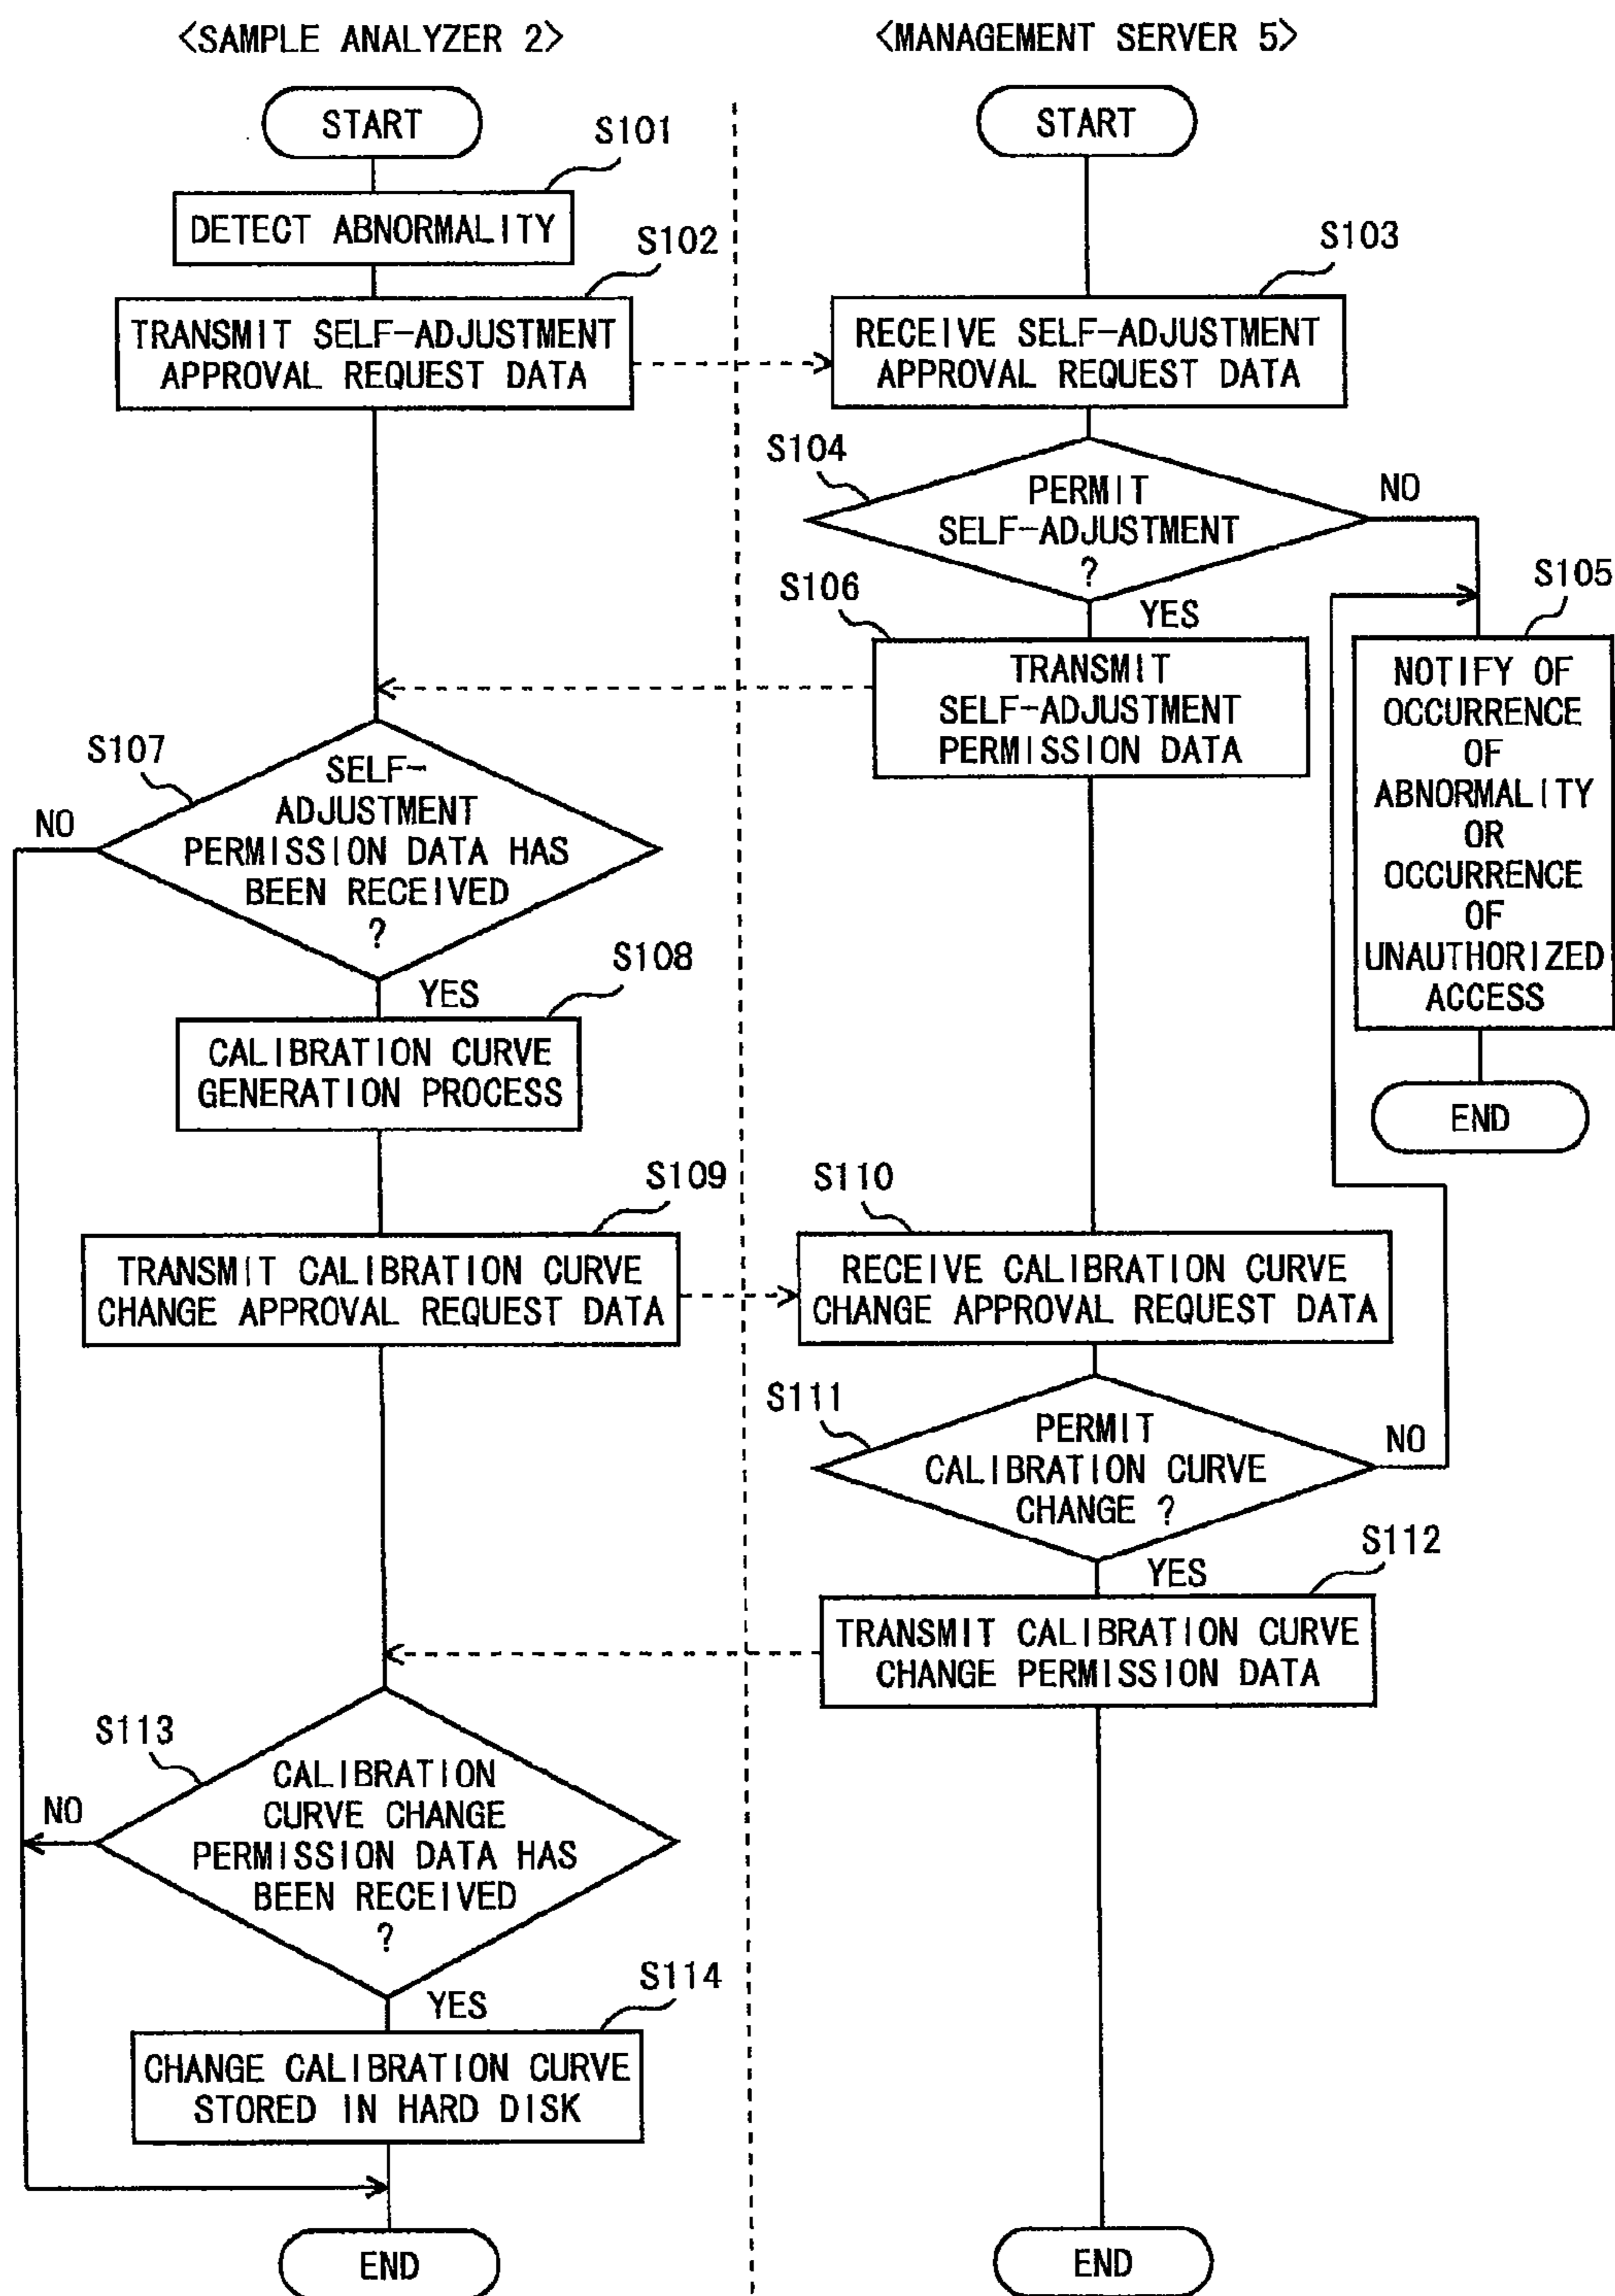 <SAMPLE ANALYZER 2>
START
S101
DETECT ABNORMALITY
S102
TRANSMIT SELF-ADJUSTMENT
APPROVAL REQUEST DATA
S107
SELF-
ADJUSTMENT
PERMISSION DATA HAS
BEEN RECEIVED
?
NO
YES
S108
CALIBRATION CURVE
GENERATION PROCESS
S109
TRANSMIT CALIBRATION CURVE
CHANGE APPROVAL REQUEST DATA
S113
CALIBRATION
CURVE CHANGE
PERMISSION DATA HAS
BEEN RECEIVED
?
NO
YES
S114
CHANGE CALIBRATION CURVE
STORED IN HARD DISK
END
<MANAGEMENT SERVER 5>
START
S103
RECEIVE SELF-ADJUSTMENT
APPROVAL REQUEST DATA
S104
PERMIT
SELF-ADJUSTMENT
?
NO
YES
S105
NOTIFY OF
OCCURRENCE
OF
ABNORMALITY
OR
OCCURRENCE
OF
UNAUTHORIZED
ACCESS
END
S106
TRANSMIT
SELF-ADJUSTMENT
PERMISSION DATA
S110
RECEIVE CALIBRATION CURVE
CHANGE APPROVAL REQUEST DATA
S111
PERMIT
CALIBRATION CURVE
CHANGE ?
NO
YES
S112
TRANSMIT CALIBRATION CURVE
CHANGE PERMISSION DATA
END